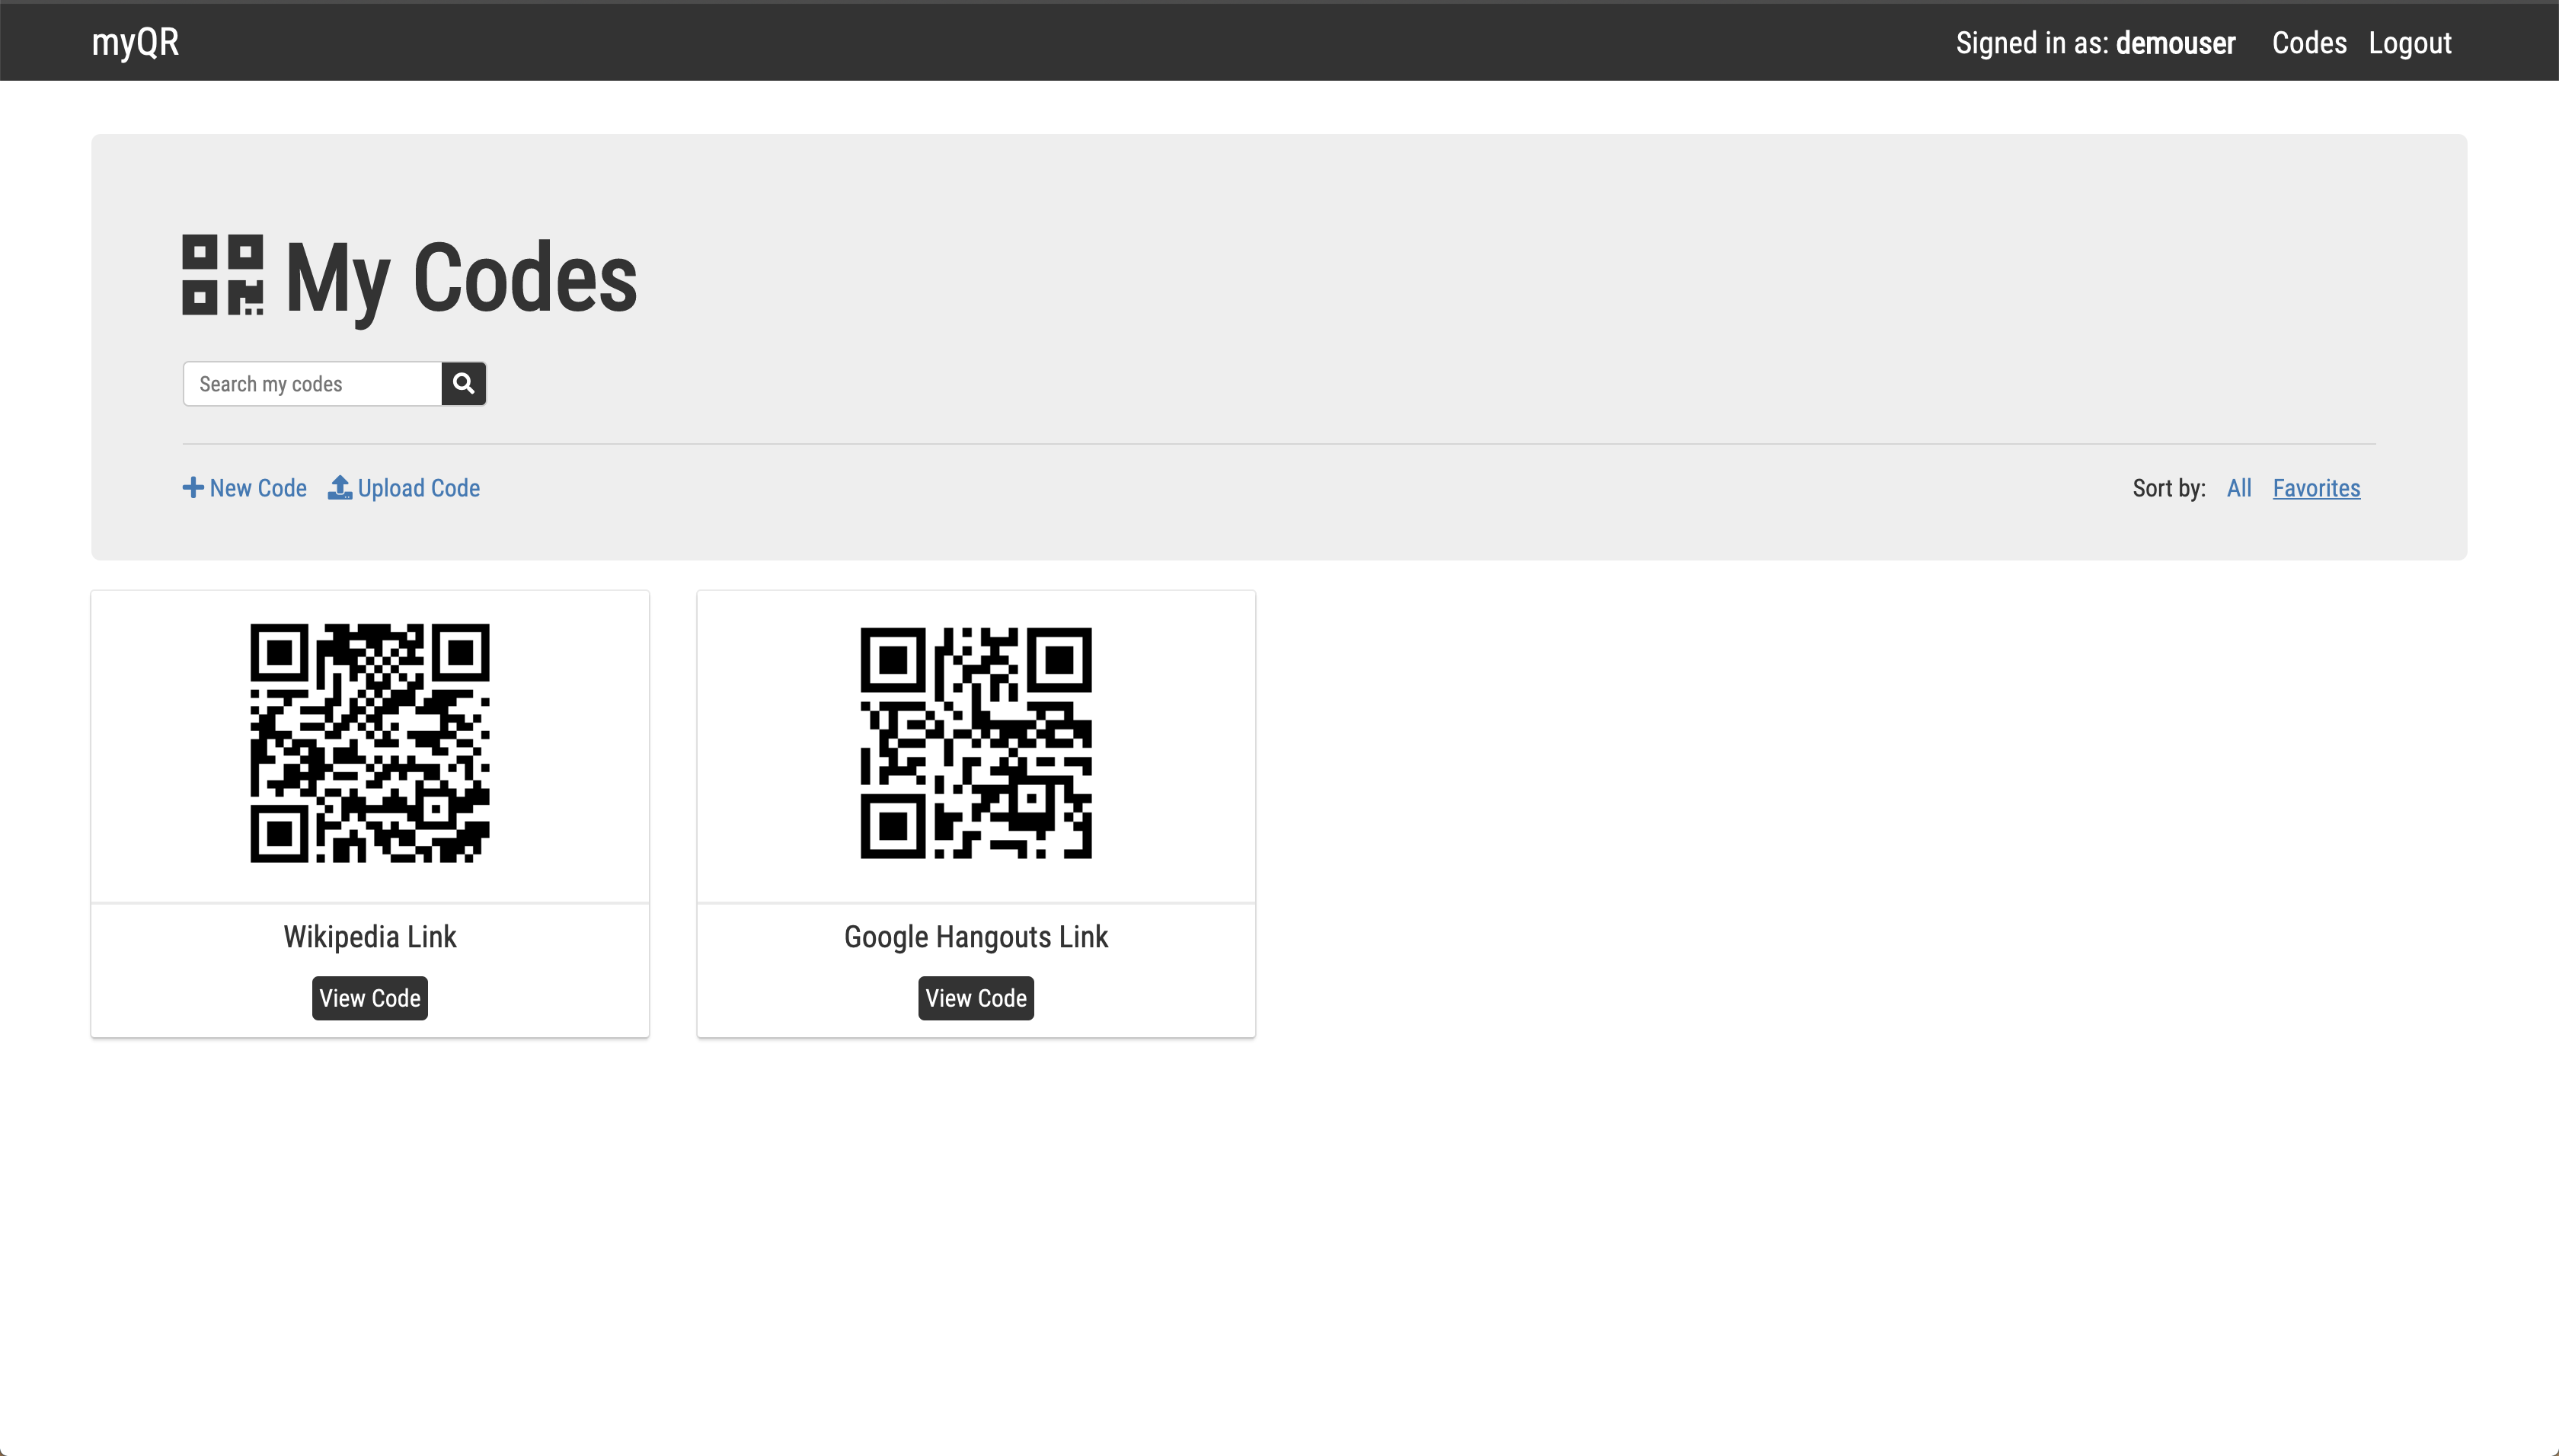 myQR
Signed in as: demouser Codes Logout
My Codes
Search my codes
New Code Upload Code
Sort by: All Favorites
Wikipedia Link
View Code
Google Hangouts Link
View Code